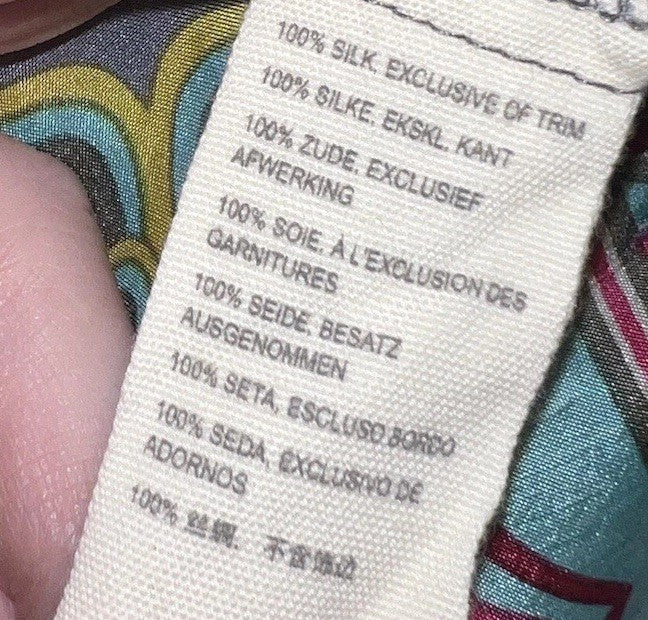 100% SILK, EXCLUSIVE OF TRIM
100% SILKE, EKSKL. KANT
100% ZUDE, EXCLUSIEF
AFWERKING
100% SOIE, À L'EXCLUSION DES
GARNITURES
100% SEIDE, BESATZ
AUSGENOMMEN
100% SETA, ESCLUSO BORDO
100% SEDA, EXCLUSIVO DE
ADORNOS
100% 丝绸, 不含饰边